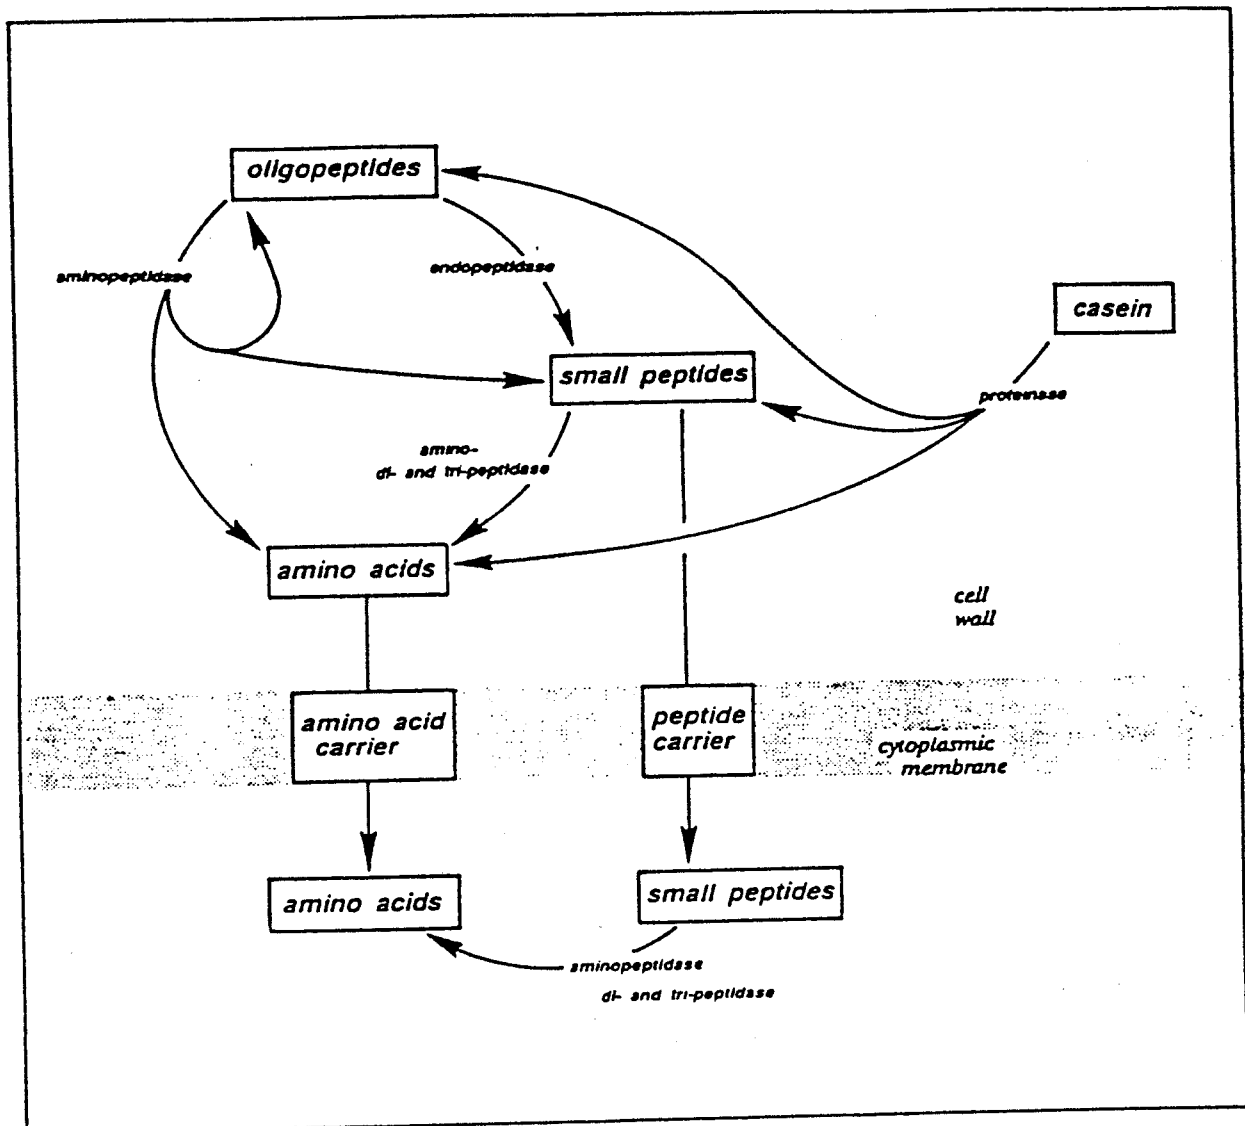 oligopeptides
aminopeptidase
endopeptidase
casein
small peptides
proteinase
amino-
di- and tri-peptidase
amino acids
cell
wall
amino acid
carrier
peptide
carrier
cytoplasmic
membrane
amino acids
small peptides
aminopeptidase
di- and tri-peptidase